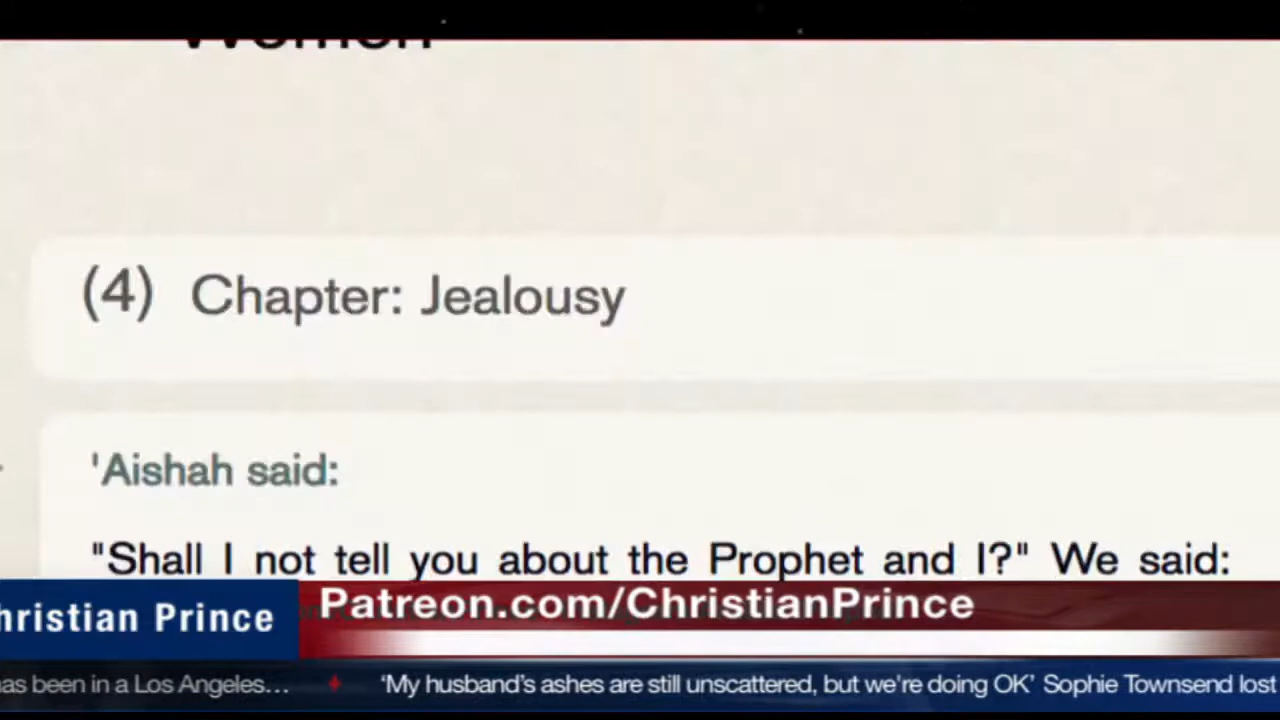 Women
(4) Chapter: Jealousy
'Aishah said:
"Shall I not tell you about the Prophet and I?" We said:
hristian Prince
Patreon.com/ChristianPrince
has been in a Los Angeles… ♦ ‘My husband’s ashes are still unscattered, but we’re doing OK’ Sophie Townsend lost